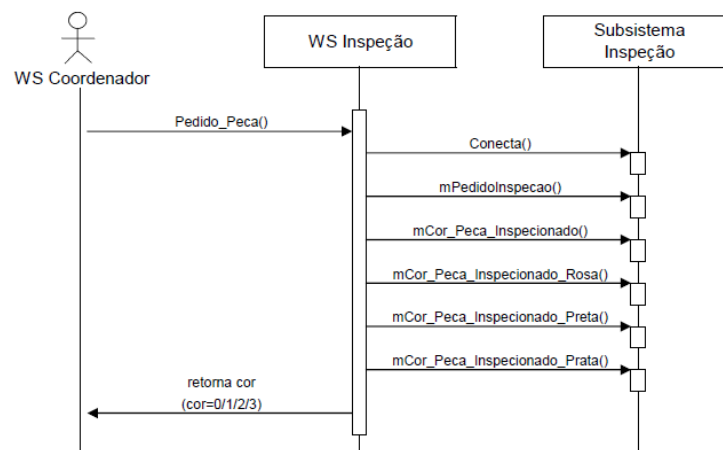 WS Coordenador
WS Inspeção
Subsistema
Inspeção
Pedido_Peca()
Conecta()
mPedidoInspecao()
mCor_Peca_Inspecionado()
mCor_Peca_Inspecionado_Rosa()
mCor_Peca_Inspecionado_Preta()
mCor_Peca_Inspecionado_Prata()
retorna cor
(cor=0/1/2/3)